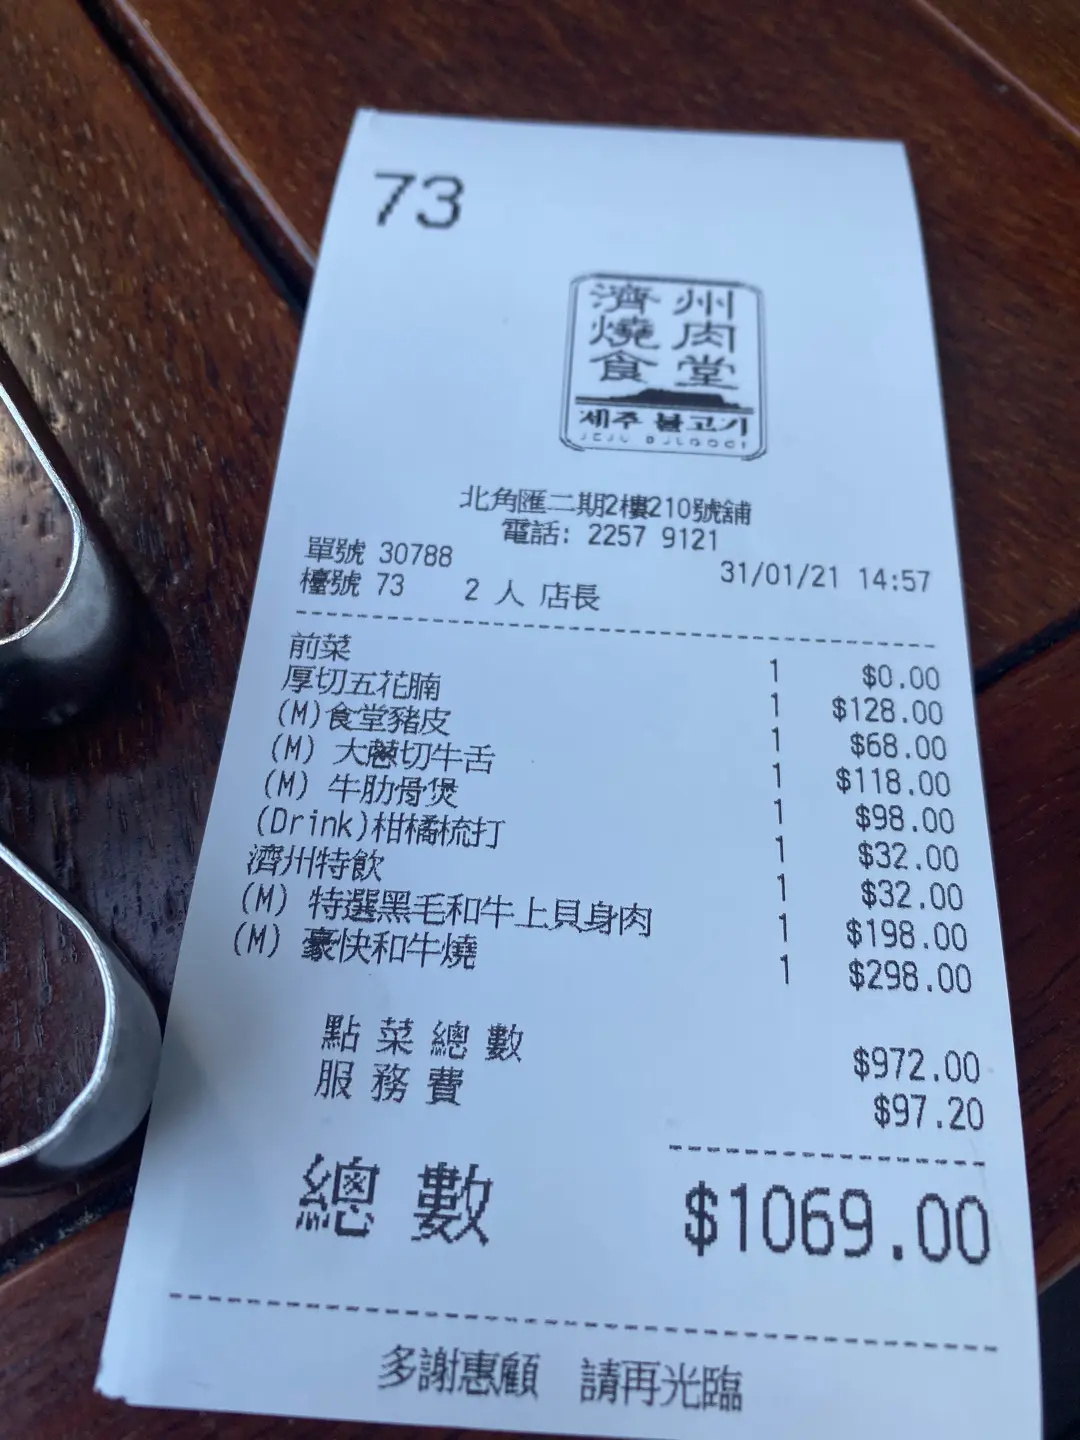 73
濟州
燒肉
食堂
제주 불고기
JEJU BULGOGI
北角匯二期2樓210號舖
電話: 2257 9121
單號 30788 31/01/21 14:57
檯號 73 2 人 店長
前菜 1 $0.00
厚切五花腩 1 $128.00
(M)食堂豬皮 1 $68.00
(M) 大蔥切牛舌 1 $118.00
(M) 牛肋骨煲 1 $98.00
(Drink)柑橘梳打 1 $32.00
濟州特飲 1 $32.00
(M) 特選黑毛和牛上貝身肉 1 $198.00
(M) 豪快和牛燒 1 $298.00
點菜總數 $972.00
服務費 $97.20
總數 $1069.00
多謝惠顧 請再光臨